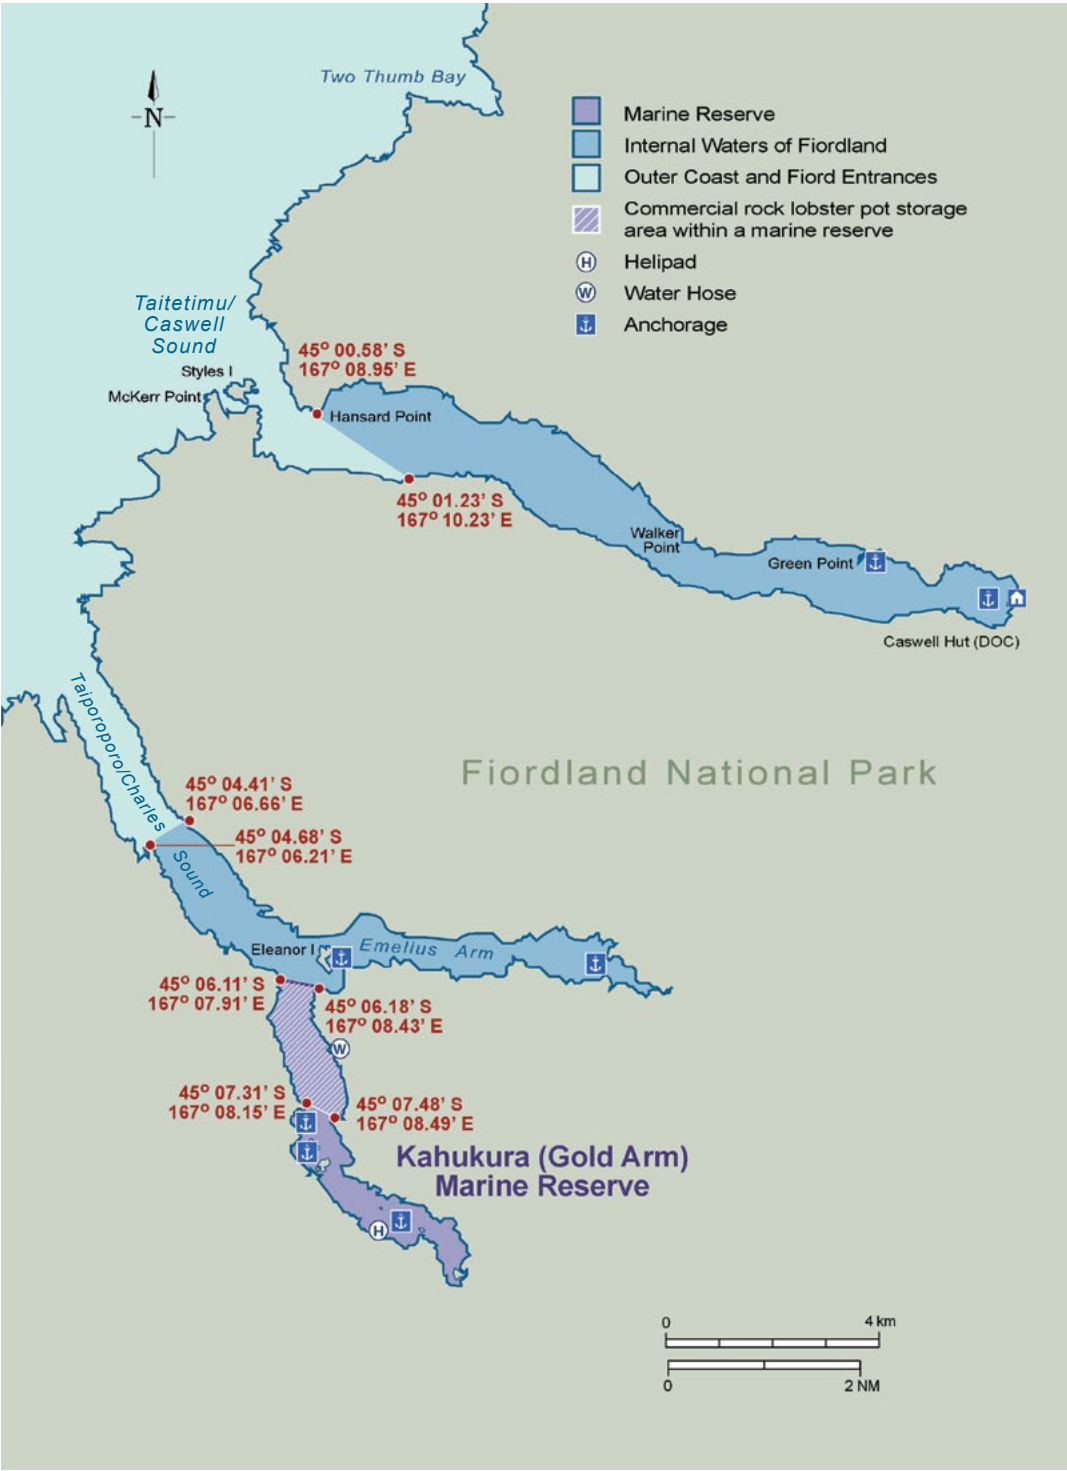 Two Thumb Bay
N
Marine Reserve
Internal Waters of Fiordland
Outer Coast and Fiord Entrances
Commercial rock lobster pot storage
area within a marine reserve
H Helipad
W Water Hose
Anchorage
Taitetimu/
Caswell
Sound
Styles I
McKerr Point
45° 00.58' S
167° 08.95' E
Hansard Point
45° 01.23' S
167° 10.23' E
Walker
Point
Green Point
Caswell Hut (DOC)
Taiporoporo/Charles
Sound
Fiordland National Park
45° 04.41' S
167° 06.66' E
45° 04.68' S
167° 06.21' E
Eleanor I
Emelius Arm
45° 06.11' S
167° 07.91' E
45° 06.18' S
167° 08.43' E
W
45° 07.31' S
167° 08.15' E
45° 07.48' S
167° 08.49' E
Kahukura (Gold Arm)
Marine Reserve
H
0 4 km
0 2 NM